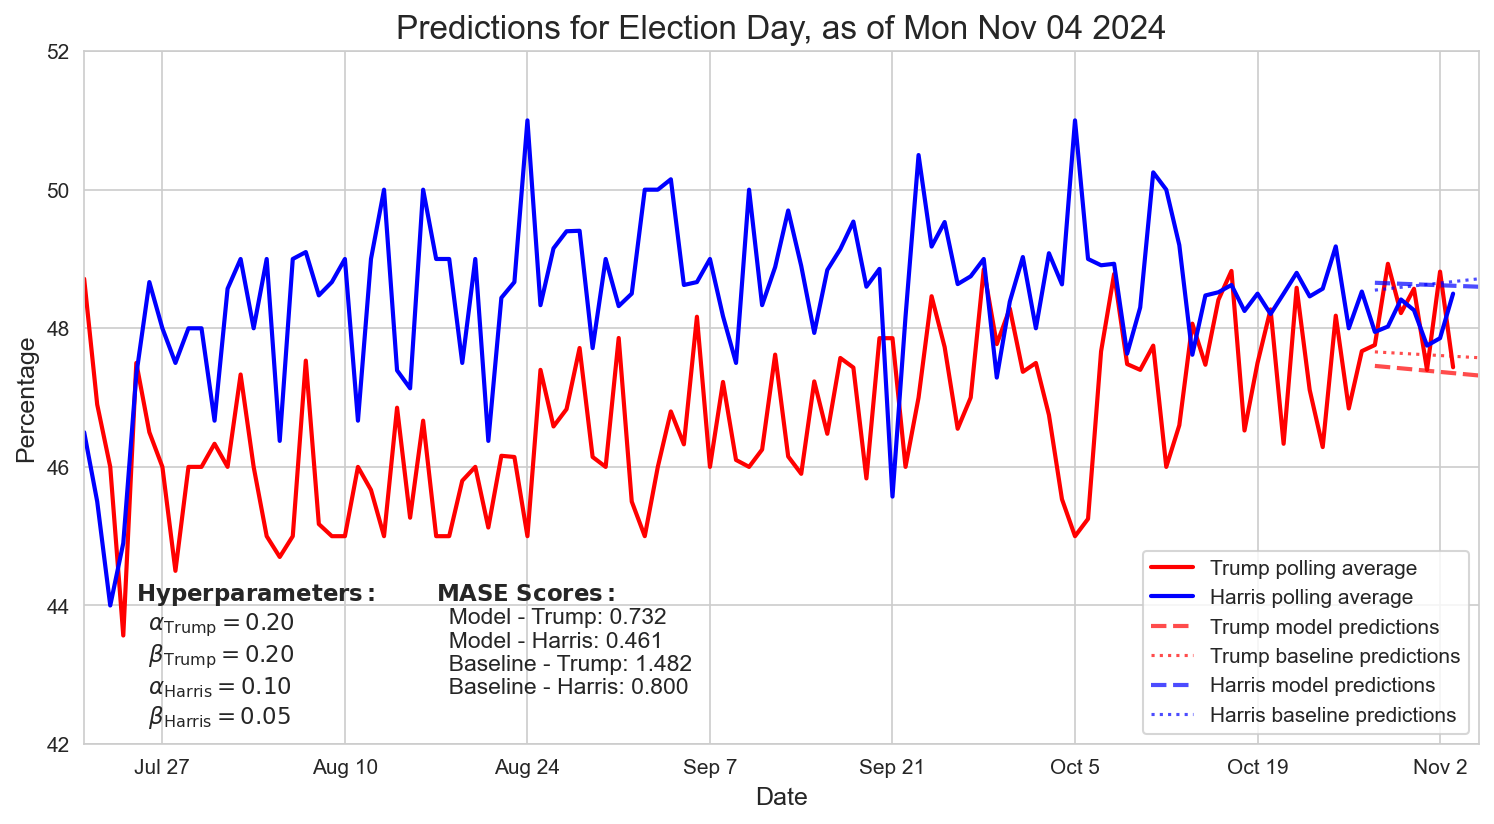 Predictions for Election Day, as of Mon Nov 04 2024
Percentage
52
50
48
46
44
42
Hyperparameters:
αTrump = 0.20
βTrump = 0.20
αHarris = 0.10
βHarris = 0.05
MASE Scores:
Model - Trump: 0.732
Model - Harris: 0.461
Baseline - Trump: 1.482
Baseline - Harris: 0.800
Trump polling average
Harris polling average
Trump model predictions
Trump baseline predictions
Harris model predictions
Harris baseline predictions
Jul 27 Aug 10 Aug 24 Sep 7 Sep 21 Oct 5 Oct 19 Nov 2
Date